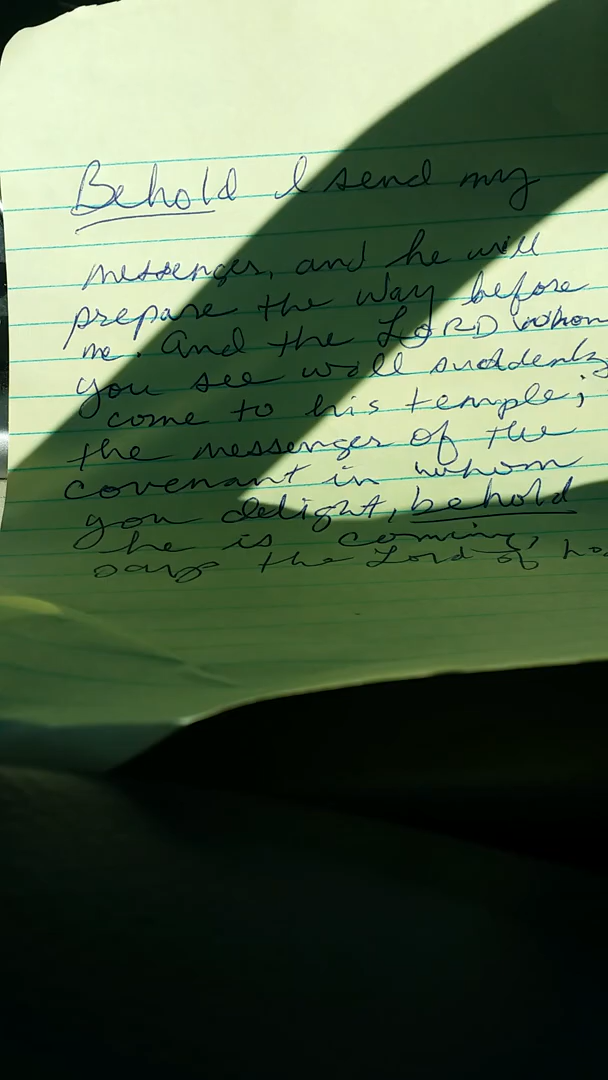 Behold I send my
messenger, and he will
prepare the way before
me. And the LORD whom
you see will suddenly
come to his temple;
the messenger of the
covenant in whom
you delight, behold
he is coming,
says the Lord of ho